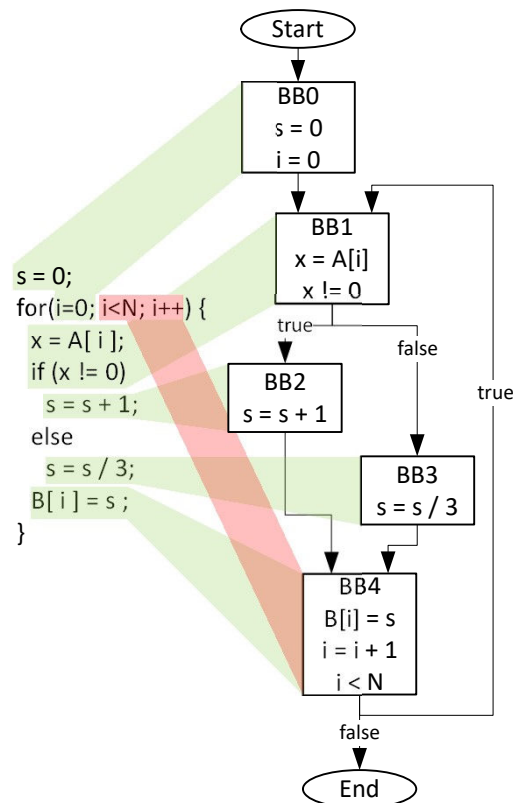 Start
BB0
s = 0
i = 0
BB1
x = A[i]
x != 0
s = 0;
for(i=0; i<N; i++) {
x = A[ i ];
if (x != 0)
s = s + 1;
else
s = s / 3;
B[ i ] = s ;
}
true
false
true
BB2
s = s + 1
BB3
s = s / 3
BB4
B[i] = s
i = i + 1
i < N
false
End